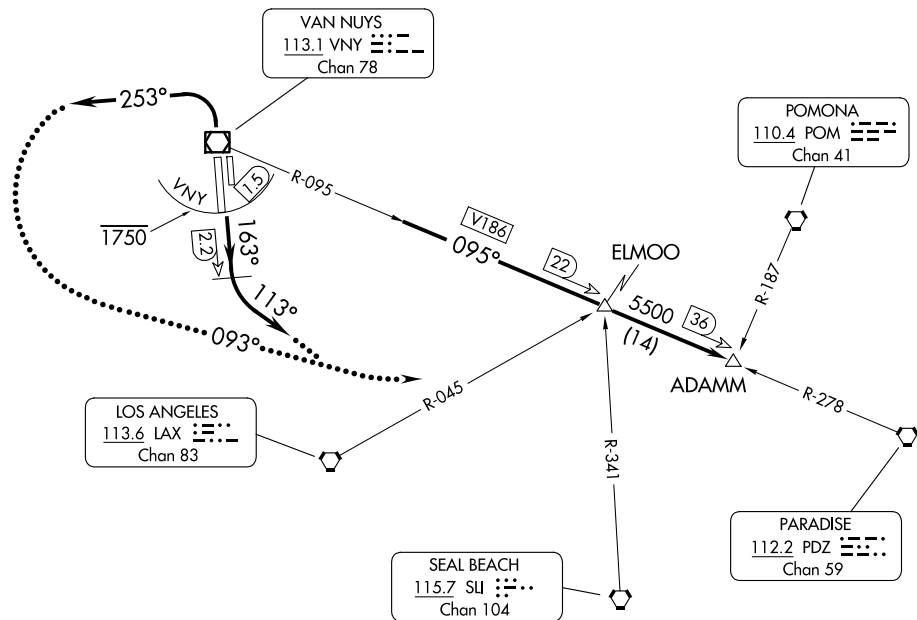 VAN NUYS
113.1 VNY
Chan 78
253°
POMONA
110.4 POM
Chan 41
R-095
1.5
VNY
1750
2.2
163°
V186
095°
22
ELMOO
R-187
113°
5500
(14)
36
ADAMM
093°
R-045
R-278
LOS ANGELES
113.6 LAX
Chan 83
R-341
PARADISE
112.2 PDZ
Chan 59
SEAL BEACH
115.7 SLI
Chan 104